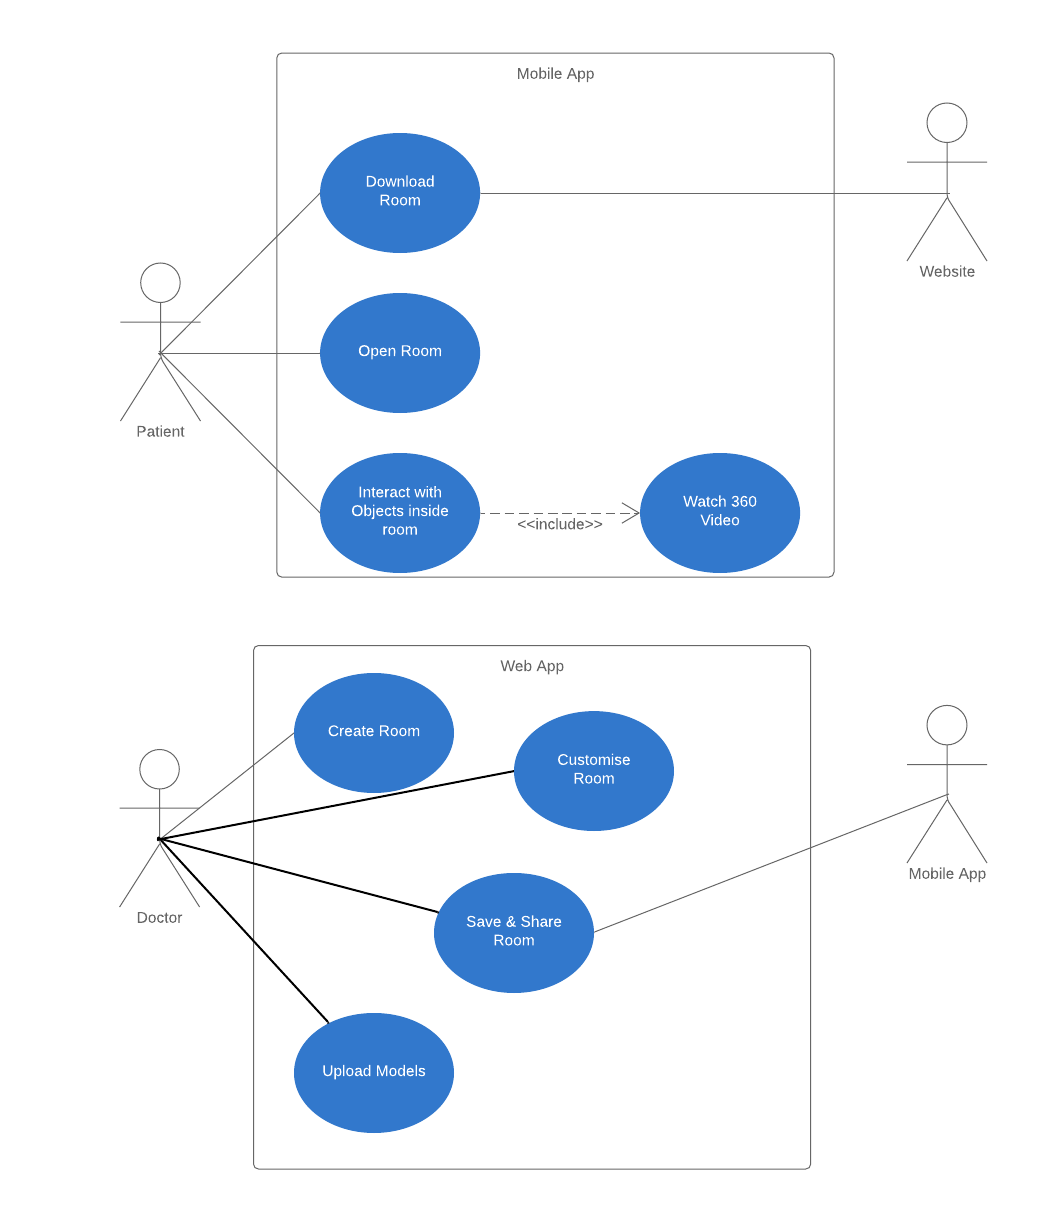 Mobile App
Download
Room
Website
Open Room
Patient
Interact with
Objects inside
room
<<include>>
Watch 360
Video
Web App
Create Room
Customise
Room
Mobile App
Doctor
Save & Share
Room
Upload Models